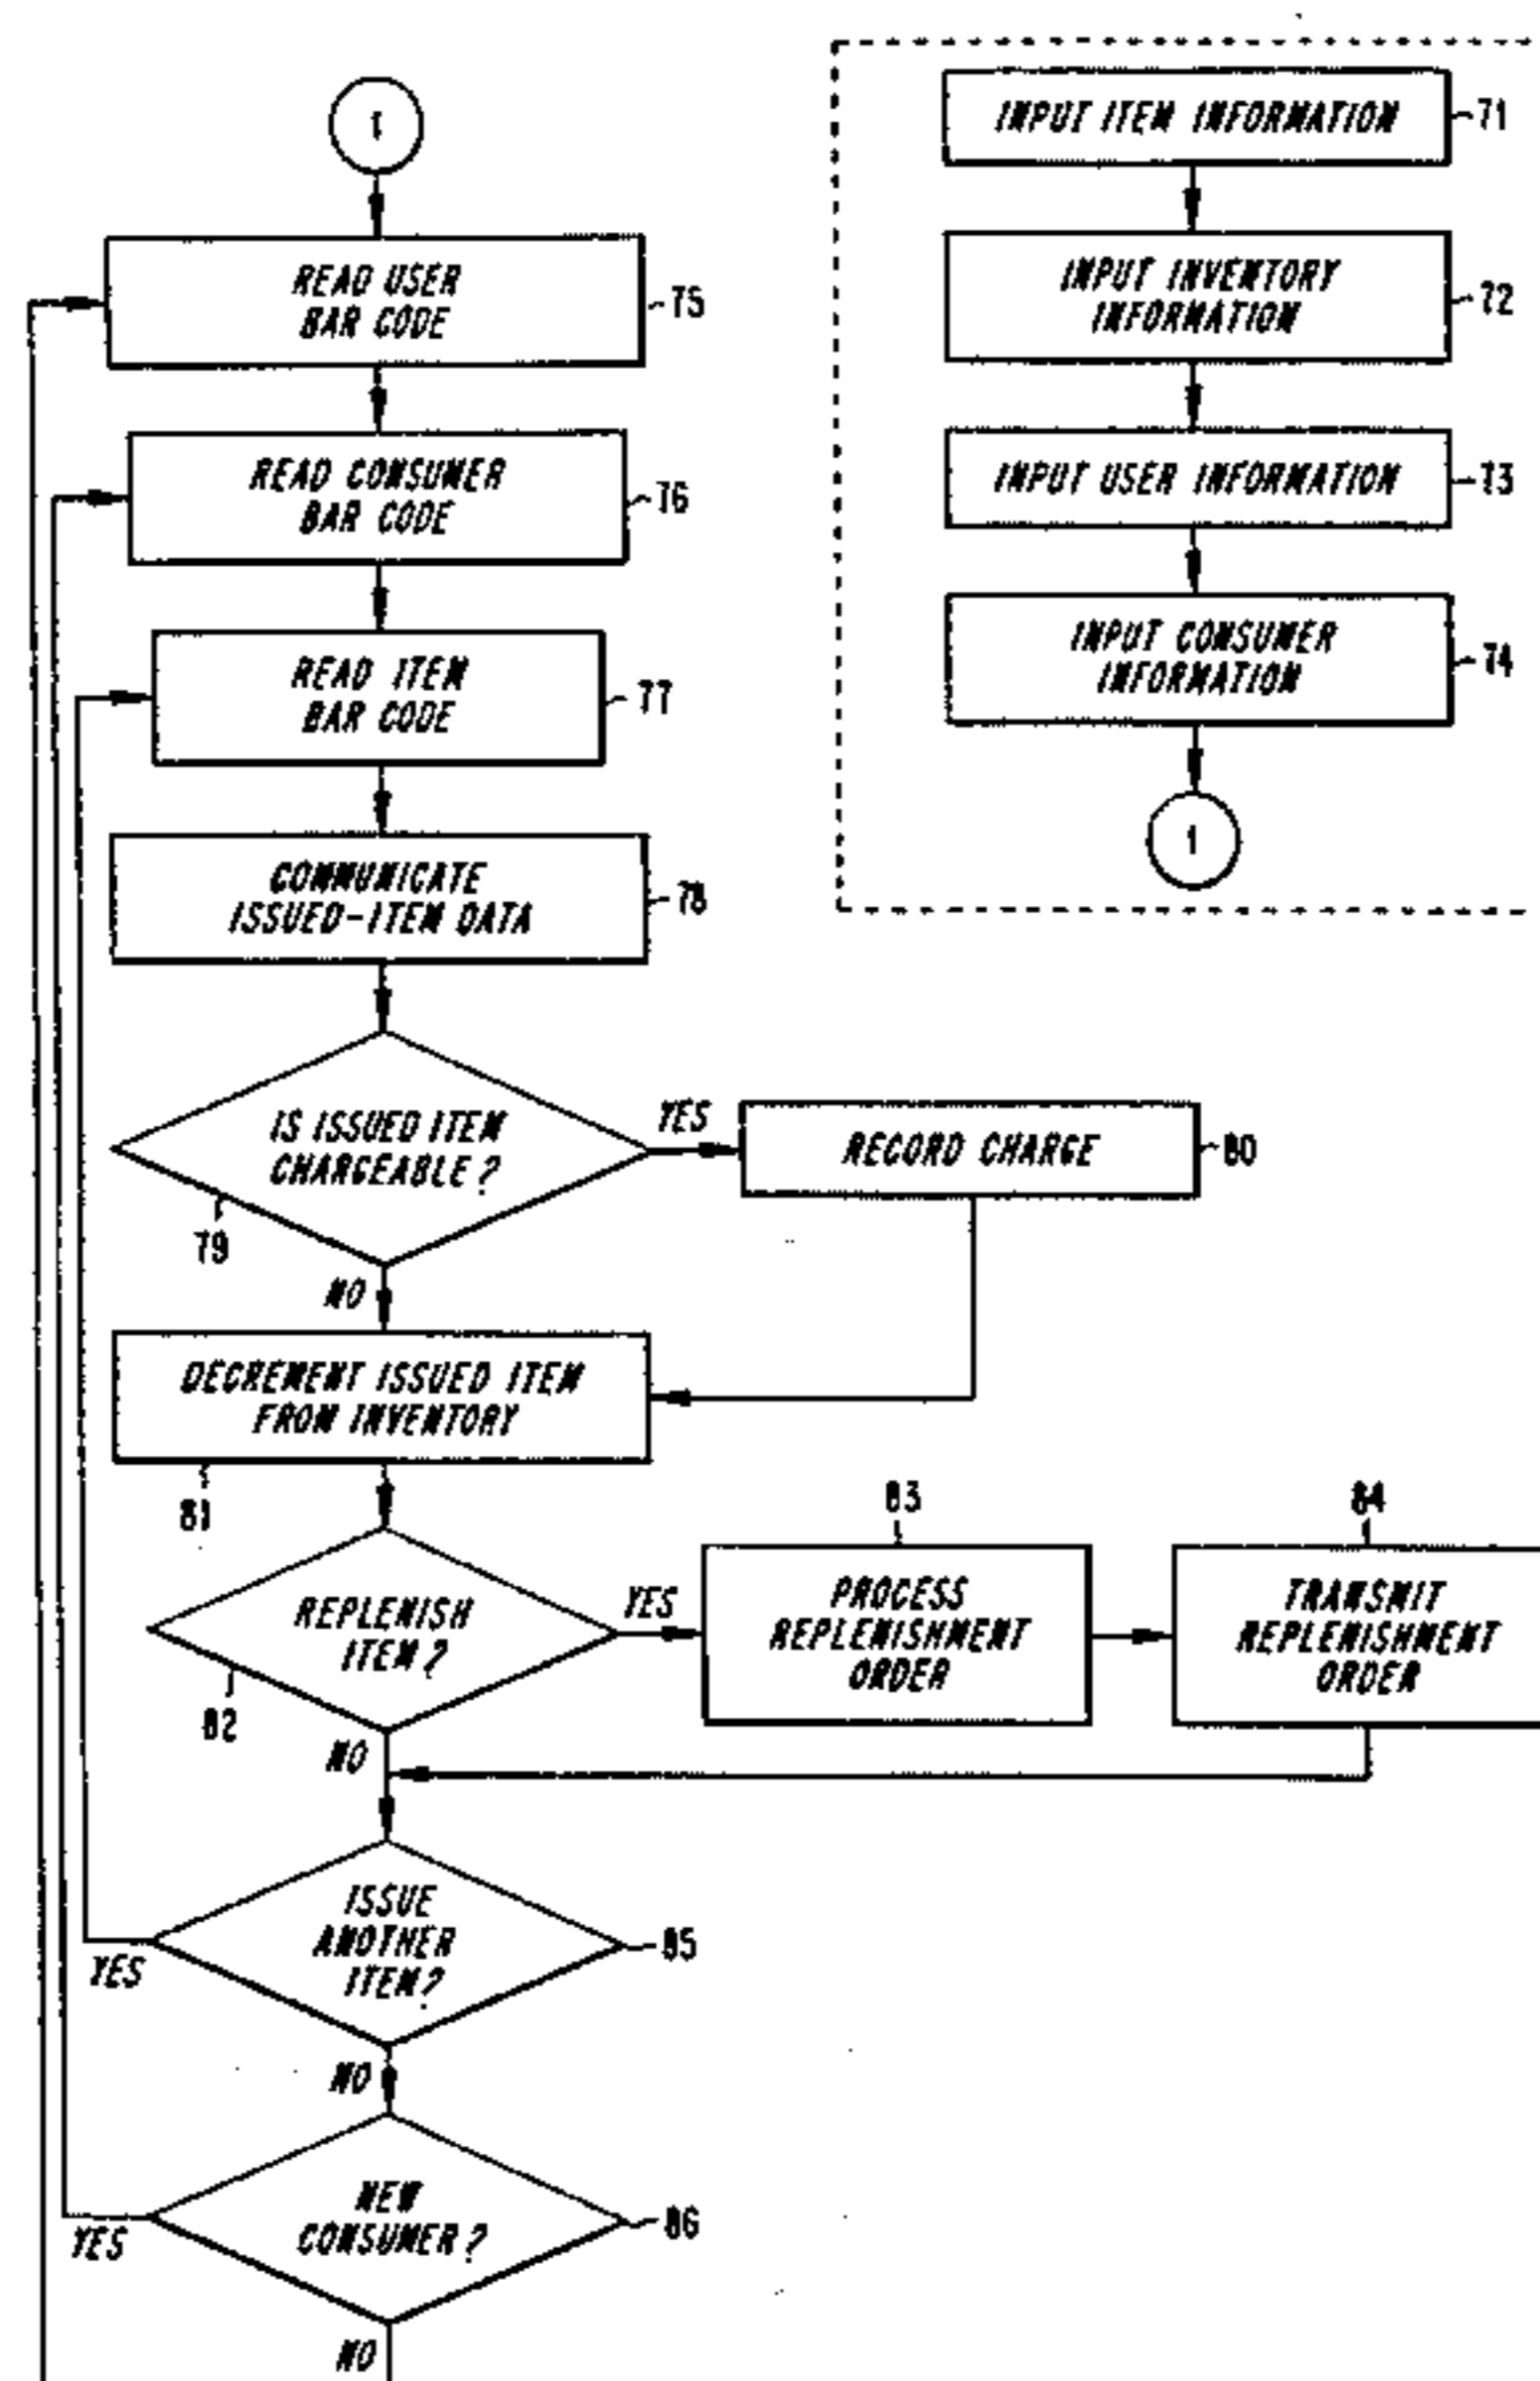 1
READ USER
BAR CODE
75
READ CONSUMER
BAR CODE
76
READ ITEM
BAR CODE
77
COMMUNICATE
ISSUED-ITEM DATA
78
IS ISSUED ITEM
CHARGEABLE?
79
YES
RECORD CHARGE
80
NO
DECREMENT ISSUED ITEM
FROM INVENTORY
81
REPLENISH
ITEM?
82
YES
PROCESS
REPLENISHMENT
ORDER
83
TRANSMIT
REPLENISHMENT
ORDER
84
NO
ISSUE
ANOTHER
ITEM?
85
YES
NO
NEW
CONSUMER?
86
YES
NO
INPUT ITEM INFORMATION
71
INPUT INVENTORY
INFORMATION
72
INPUT USER INFORMATION
73
INPUT CONSUMER
INFORMATION
74
1